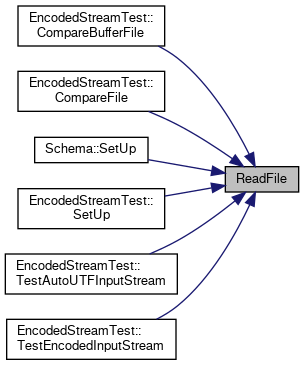 EncodedStreamTest::
CompareBufferFile
EncodedStreamTest::
CompareFile
Schema::SetUp
ReadFile
EncodedStreamTest::
SetUp
EncodedStreamTest::
TestAutoUTFInputStream
EncodedStreamTest::
TestEncodedInputStream